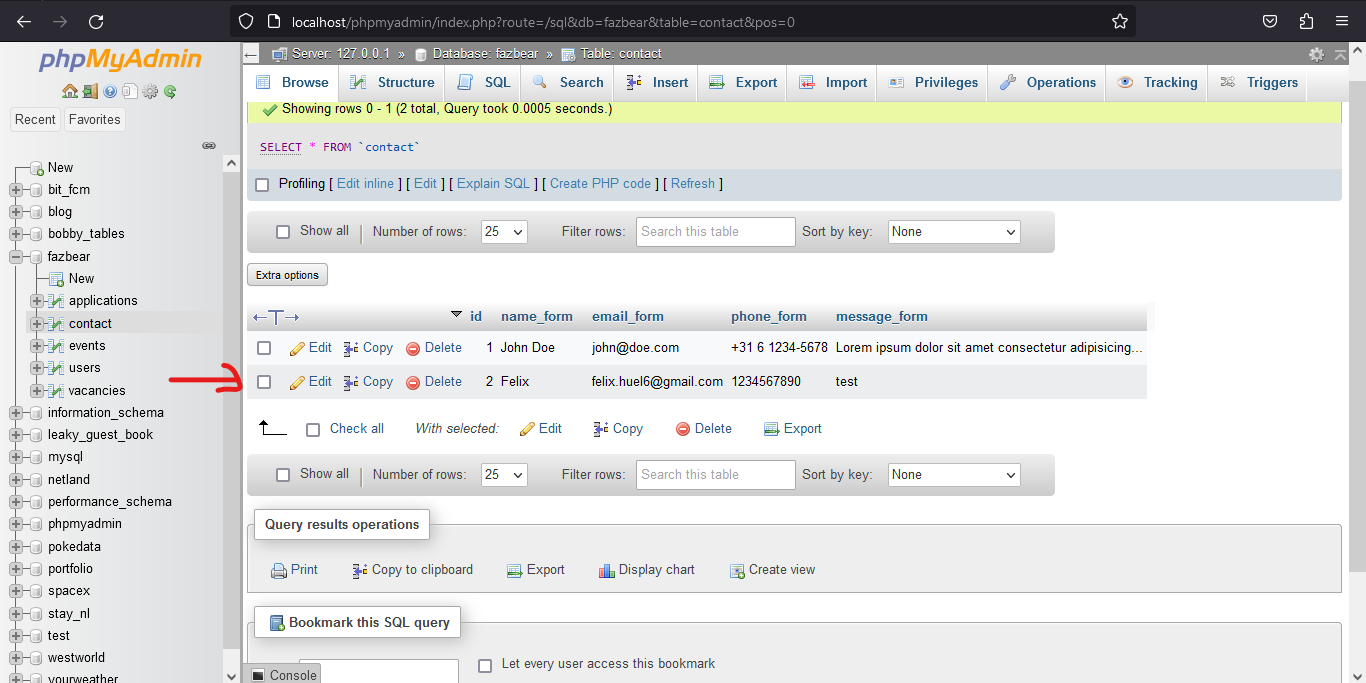 localhost/phpmyadmin/index.php?route=/sql&db=fazbear&table=contact&pos=0
phpMyAdmin
Recent Favorites
New
bit_fcm
blog
bobby_tables
fazbear
New
applications
contact
events
users
vacancies
information_schema
leaky_guest_book
mysql
netland
performance_schema
phpmyadmin
pokedata
portfolio
spacex
stay_nl
test
westworld
yourweather
Server: 127.0.0.1 » Database: fazbear » Table: contact
Browse Structure SQL Search Insert Export Import Privileges Operations Tracking Triggers
Showing rows 0 - 1 (2 total, Query took 0.0005 seconds.)
SELECT * FROM `contact`
Profiling [ Edit inline ] [ Edit ] [ Explain SQL ] [ Create PHP code ] [ Refresh ]
Show all | Number of rows: 25 Filter rows: Search this table Sort by key: None
Extra options
←T→ id name_form email_form phone_form message_form
Edit Copy Delete 1 John Doe john@doe.com +31 6 1234-5678 Lorem ipsum dolor sit amet consectetur adipisicing...
Edit Copy Delete 2 Felix felix.huel6@gmail.com 1234567890 test
Check all With selected: Edit Copy Delete Export
Show all | Number of rows: 25 Filter rows: Search this table Sort by key: None
Query results operations
Print Copy to clipboard Export Display chart Create view
Bookmark this SQL query
Let every user access this bookmark
Console